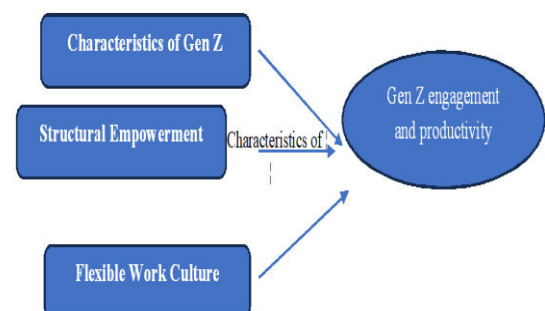 Characteristics of Gen Z
Gen Z engagement
and productivity
Structural Empowerment
Characteristics of
Flexible Work Culture